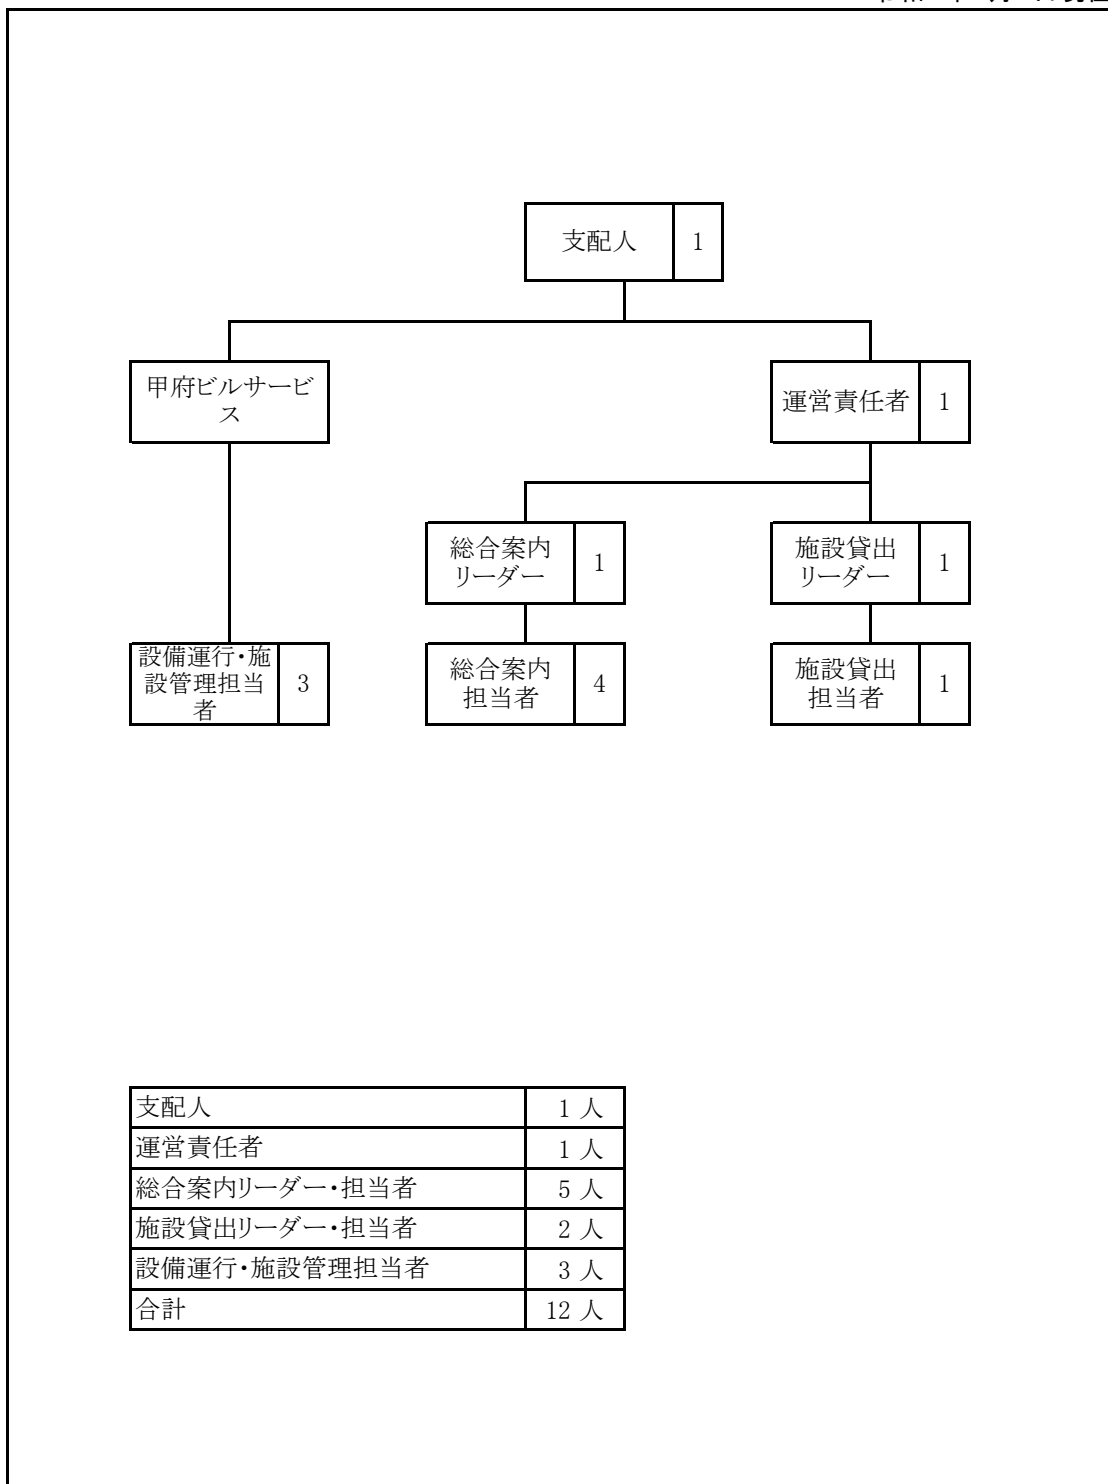 支配人 1
甲府ビルサービ
ス
運営責任者 1
総合案内
リーダー 1
施設貸出
リーダー 1
設備運行・施
設管理担当
者 3
総合案内
担当者 4
施設貸出
担当者 1
支配人 1 人
運営責任者 1 人
総合案内リーダー・担当者 5 人
施設貸出リーダー・担当者 2 人
設備運行・施設管理担当者 3 人
合計 12 人